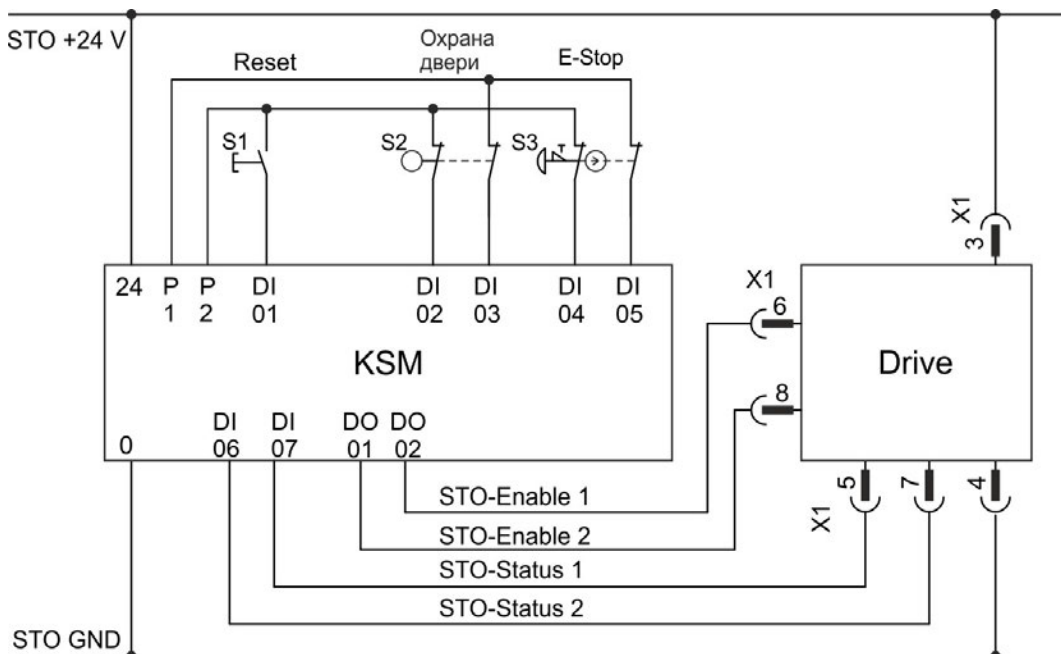 STO +24 V
Reset
Охрана
двери
E-Stop
S1
S2
S3
X1
3
24 P P DI DI DI DI DI
1 2 01 02 03 04 05
X1
6
KSM
Drive
8
DI DI DO DO
0 06 07 01 02
5 7 4
X1
STO-Enable 1
STO-Enable 2
STO-Status 1
STO-Status 2
STO GND